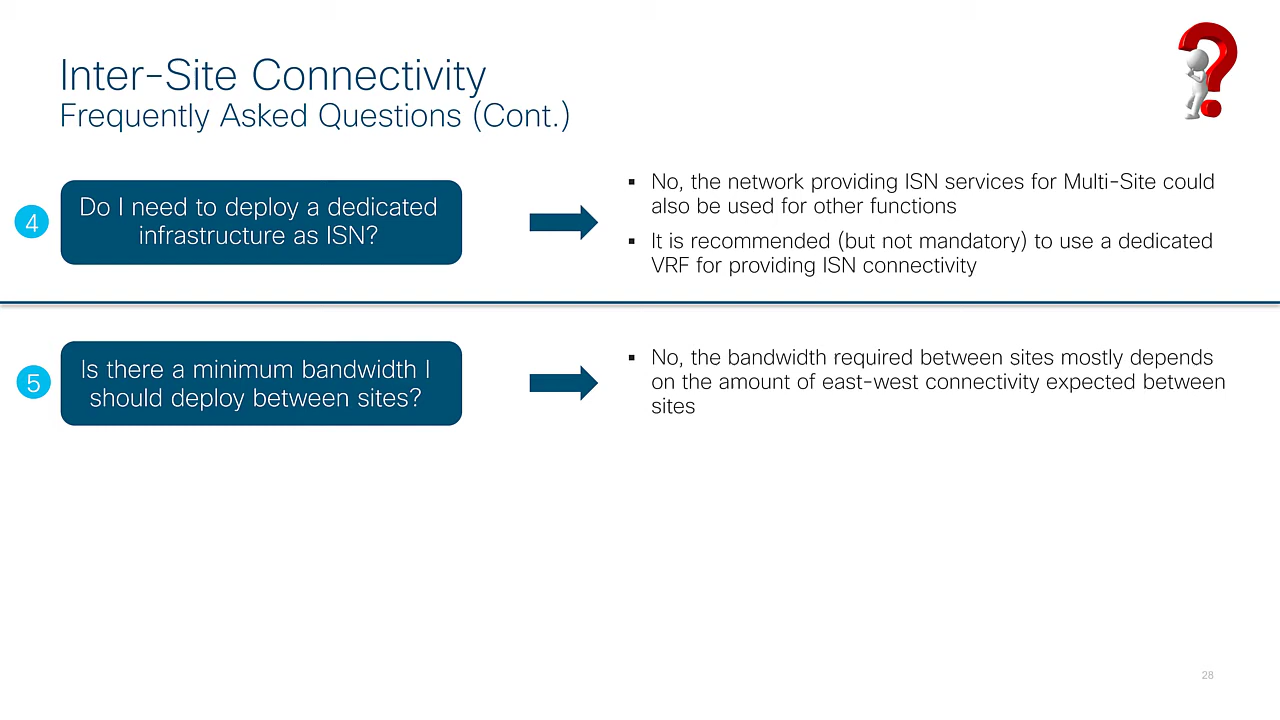 Inter-Site Connectivity
Frequently Asked Questions (Cont.)
4
Do I need to deploy a dedicated
infrastructure as ISN?
▪ No, the network providing ISN services for Multi-Site could
also be used for other functions
▪ It is recommended (but not mandatory) to use a dedicated
VRF for providing ISN connectivity
5
Is there a minimum bandwidth I
should deploy between sites?
▪ No, the bandwidth required between sites mostly depends
on the amount of east-west connectivity expected between
sites
28